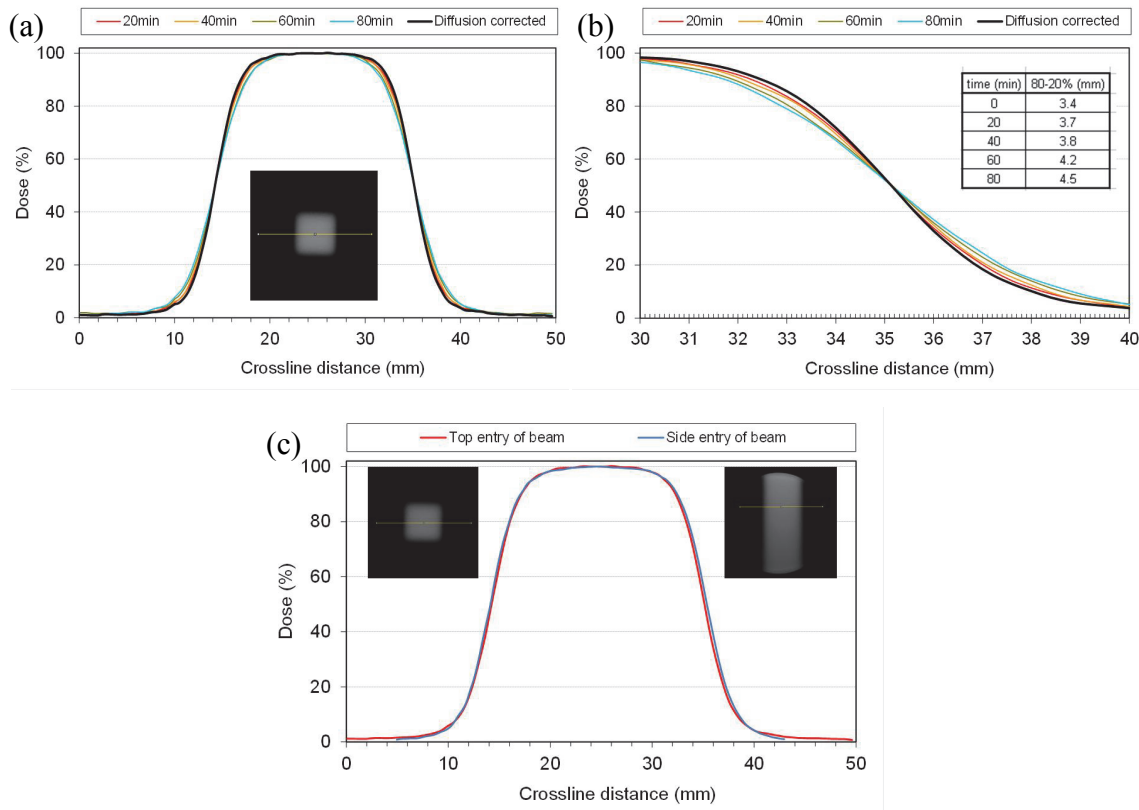 (a)
20min 40min 60min 80min Diffusion corrected
100
80
60
40
20
0
Dose (%)
0 10 20 30 40 50
Crossline distance (mm)
(b)
20min 40min 60min 80min Diffusion corrected
100
80
60
40
20
0
Dose (%)
time (min) 80-20% (mm)
0 3.4
20 3.7
40 3.8
60 4.2
80 4.5
30 31 32 33 34 35 36 37 38 39 40
Crossline distance (mm)
(c)
Top entry of beam Side entry of beam
100
80
60
40
20
0
Dose (%)
0 10 20 30 40 50
Crossline distance (mm)